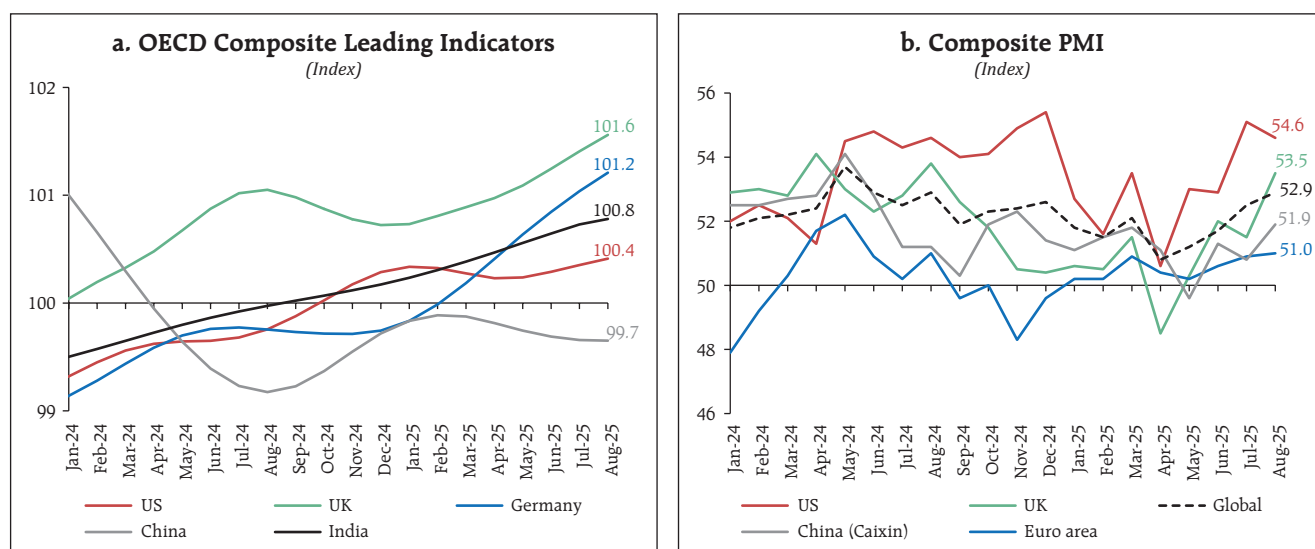 a. OECD Composite Leading Indicators
(Index)
102
101
100
99
101.6
101.2
100.8
100.4
99.7
Jan-24
Feb-24
Mar-24
Apr-24
May-24
Jun-24
Jul-24
Aug-24
Sep-24
Oct-24
Nov-24
Dec-24
Jan-25
Feb-25
Mar-25
Apr-25
May-25
Jun-25
Jul-25
Aug-25
US UK Germany
China India
b. Composite PMI
(Index)
56
54
52
50
48
46
54.6
53.5
52.9
51.9
51.0
Jan-24
Feb-24
Mar-24
Apr-24
May-24
Jun-24
Jul-24
Aug-24
Sep-24
Oct-24
Nov-24
Dec-24
Jan-25
Feb-25
Mar-25
Apr-25
May-25
Jun-25
Jul-25
Aug-25
US UK Global
China (Caixin) Euro area